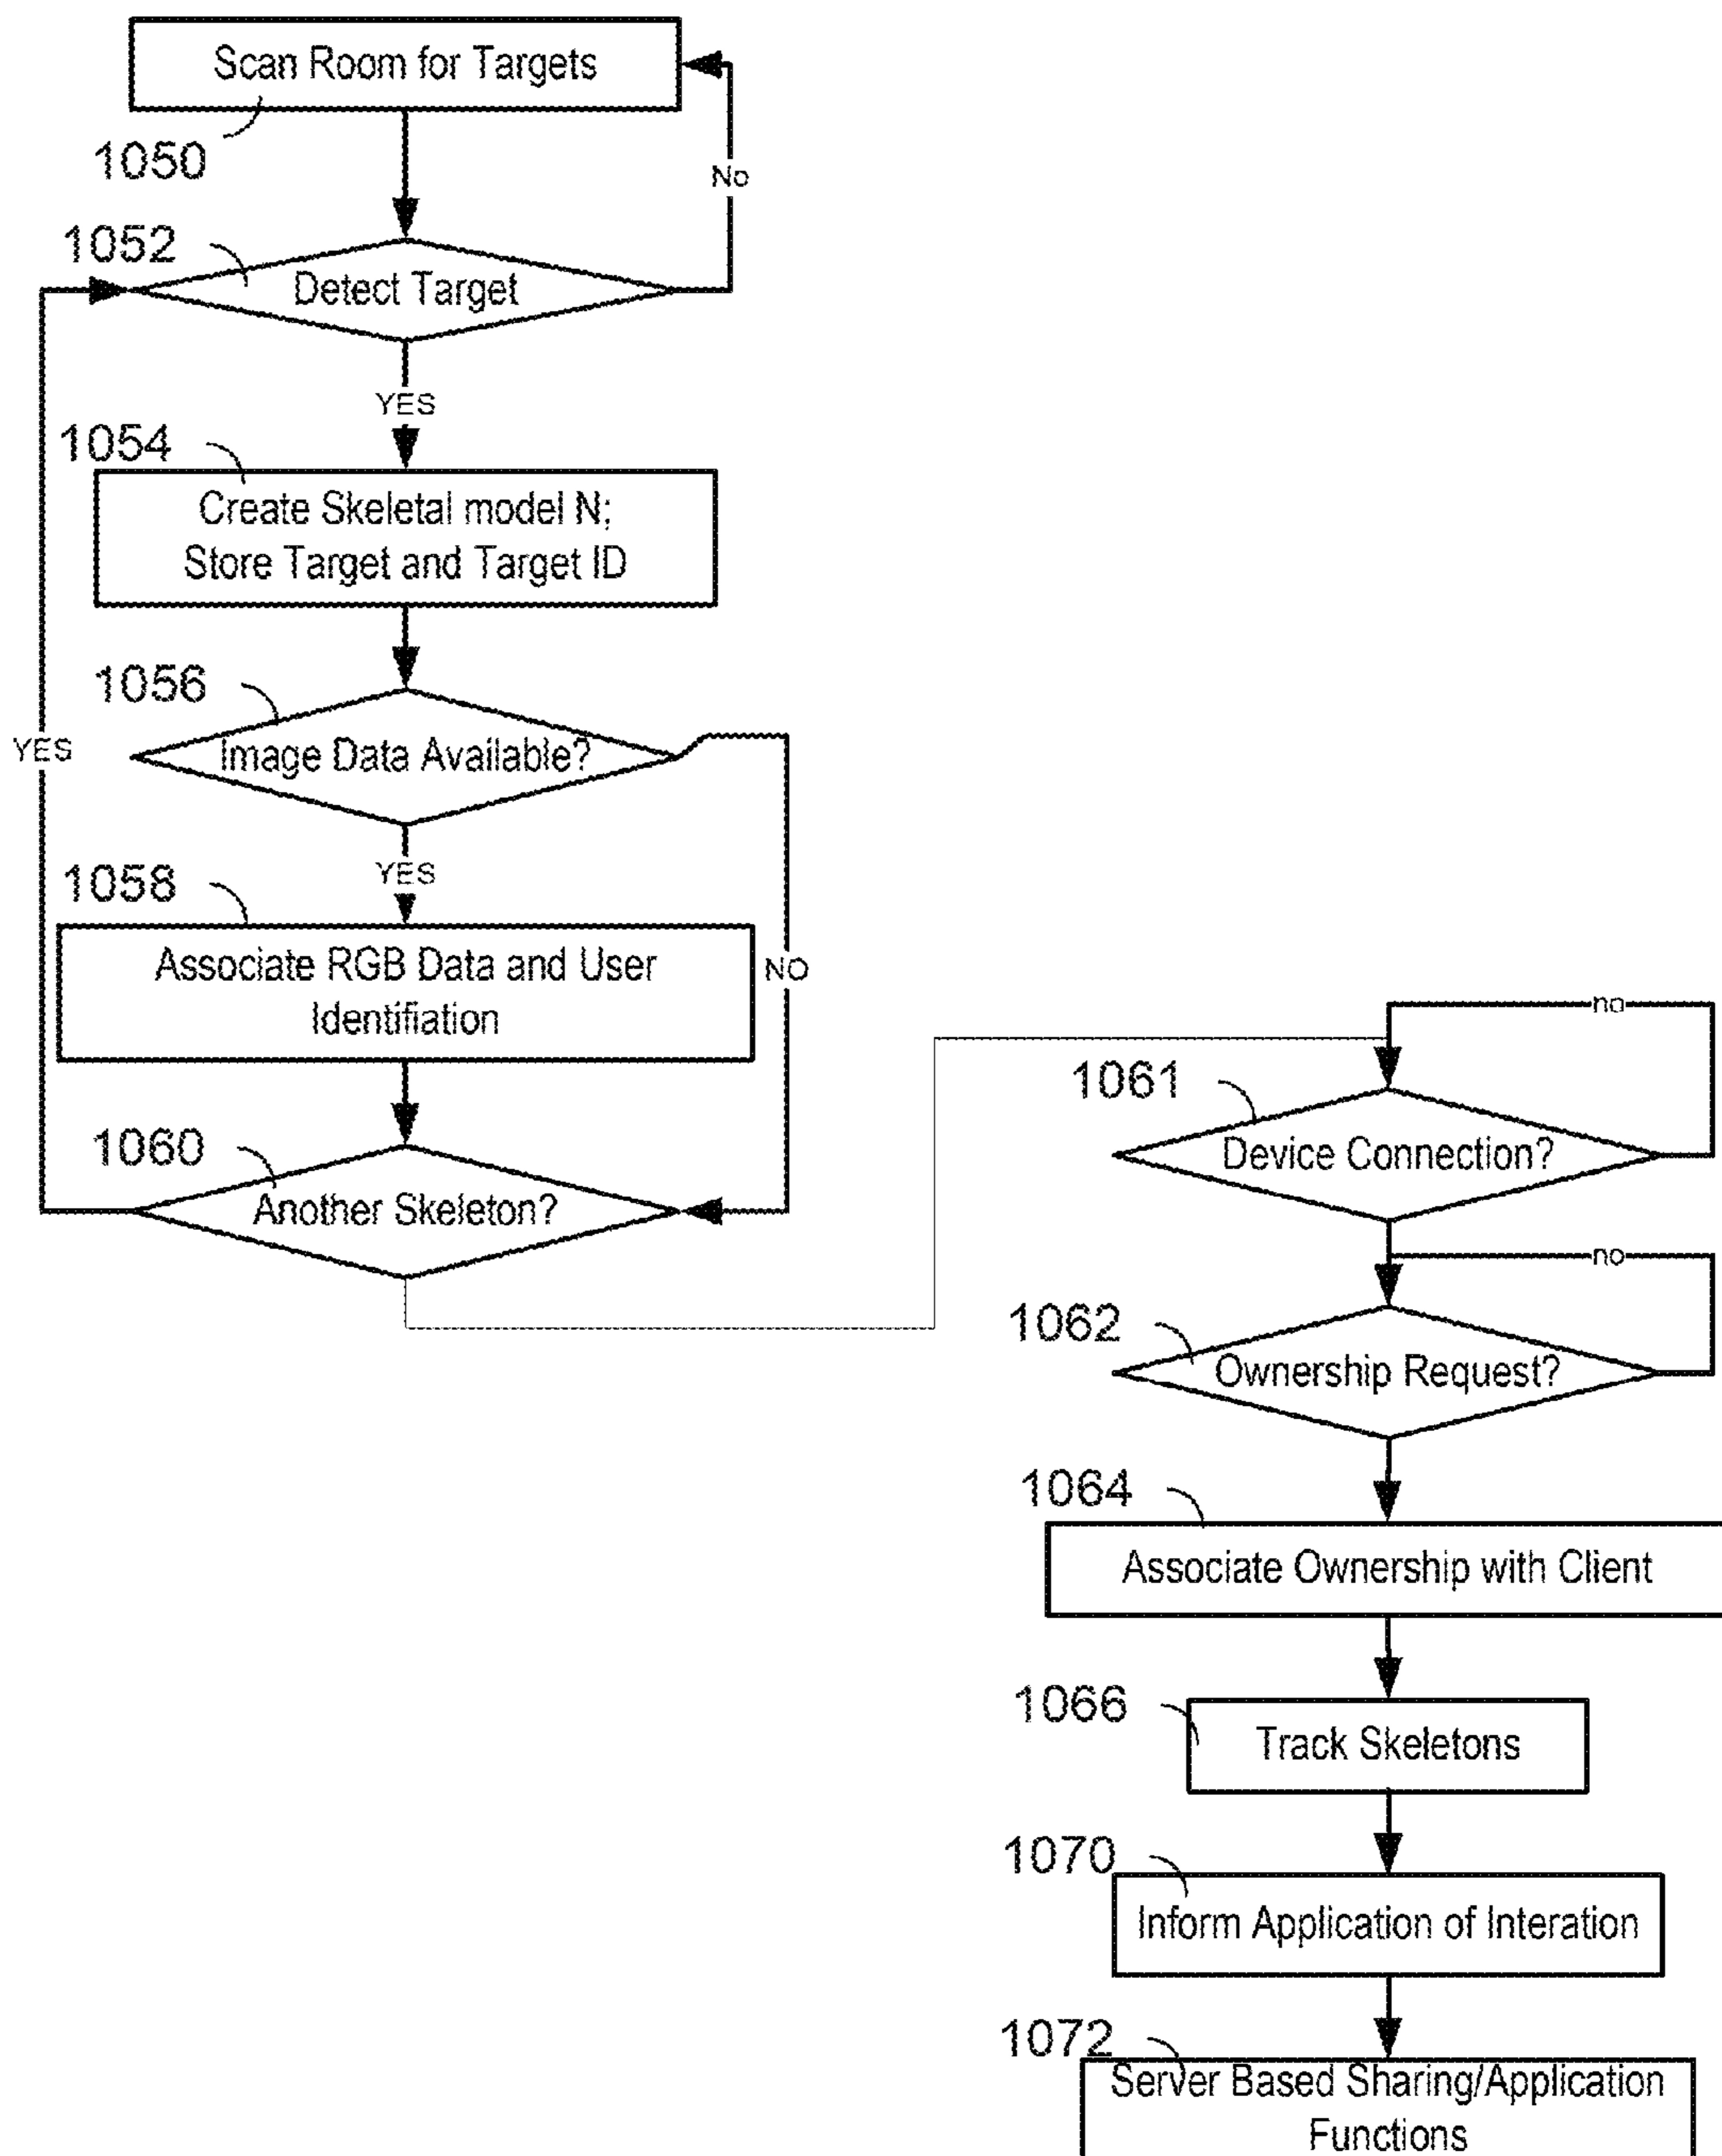 Scan Room for Targets
1050
No
1052
Detect Target
YES
1054
Create Skeletal model N;
Store Target and Target ID
1056
Image Data Available?
YES
YES
1058
Associate RGB Data and User
Identifiation
NO
1060
Another Skeleton?
no
1061
Device Connection?
no
1062
Ownership Request?
1064
Associate Ownership with Client
1066
Track Skeletons
1070
Inform Application of Interation
1072
Server Based Sharing/Application
Functions